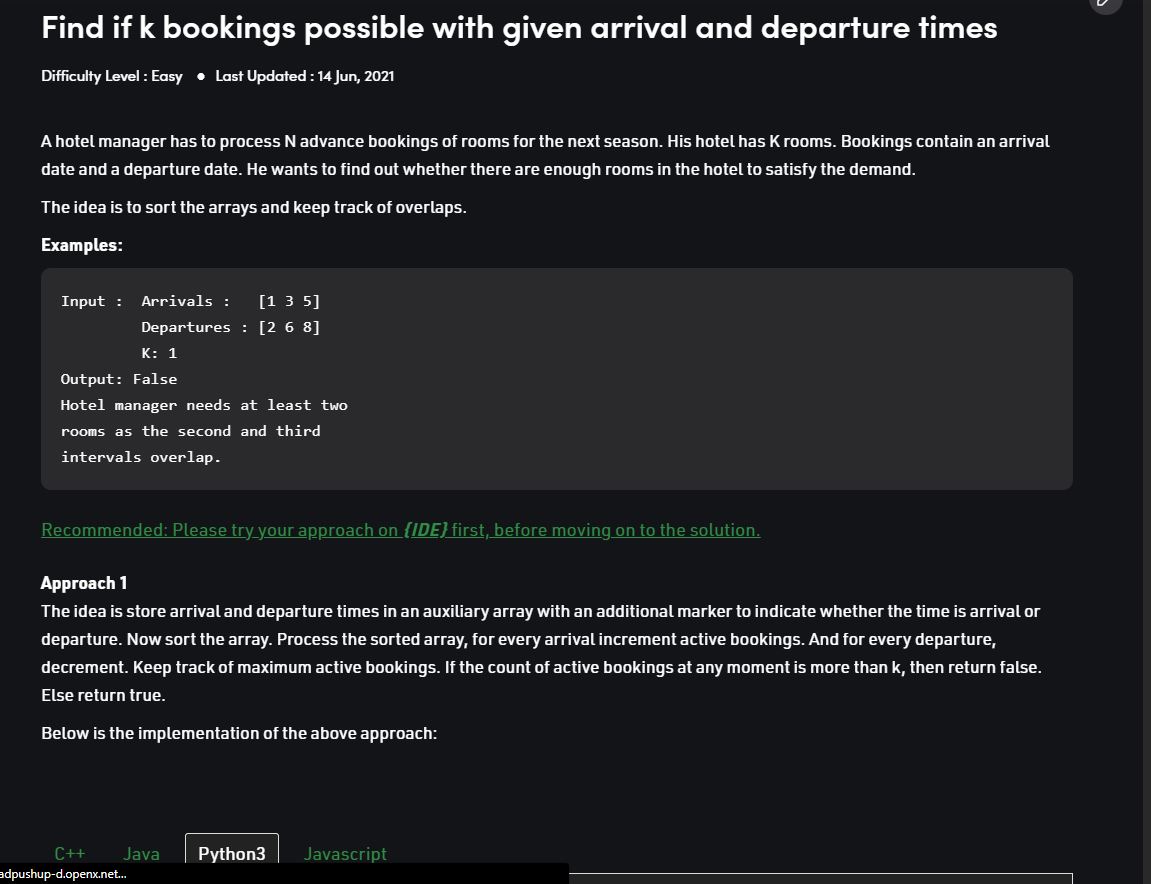 Find if k bookings possible with given arrival and departure times
Difficulty Level : Easy ● Last Updated : 14 Jun, 2021
A hotel manager has to process N advance bookings of rooms for the next season. His hotel has K rooms. Bookings contain an arrival
date and a departure date. He wants to find out whether there are enough rooms in the hotel to satisfy the demand.
The idea is to sort the arrays and keep track of overlaps.
Examples:
Input : Arrivals : [1 3 5]
Departures : [2 6 8]
K: 1
Output: False
Hotel manager needs at least two
rooms as the second and third
intervals overlap.
Recommended: Please try your approach on {IDE} first, before moving on to the solution.
Approach 1
The idea is store arrival and departure times in an auxiliary array with an additional marker to indicate whether the time is arrival or
departure. Now sort the array. Process the sorted array, for every arrival increment active bookings. And for every departure,
decrement. Keep track of maximum active bookings. If the count of active bookings at any moment is more than k, then return false.
Else return true.
Below is the implementation of the above approach:
C++ Java Python3 Javascript
adpushup-d.openx.net...